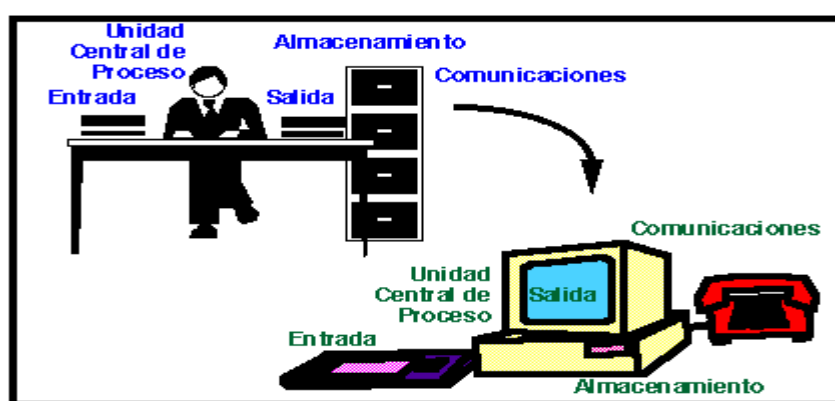 Unidad
Central de
Proceso
Almacenamiento
Comunicaciones
Entrada
Salida
Comunicaciones
Unidad
Central de
Proceso
Salida
Entrada
Almacenamiento